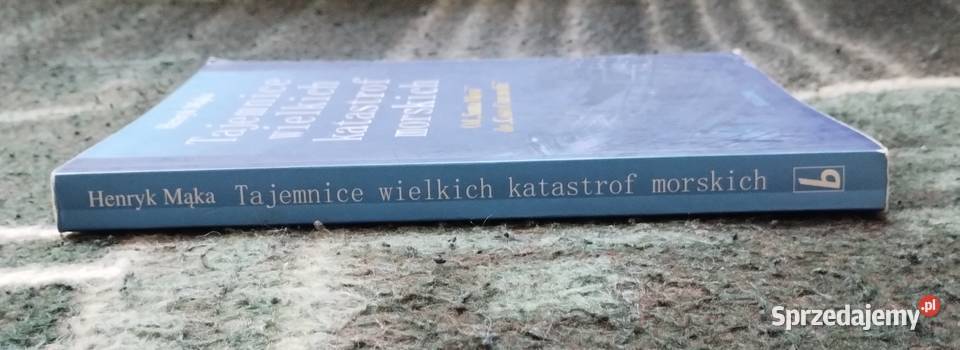 Tajemnice
wielkich
katastrof
morskich
Henryk Mąka Tajemnice wielkich katastrof morskich
b
Sprzedajemy.pl